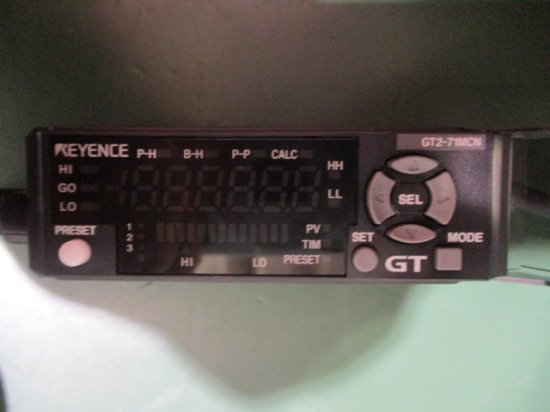 KEYENCE P-H B-H P-P CALC GT2-71MCN
HI HH
GO SEL
LO LL
PRESET 1 PV SET MODE
2 TIM
3 HI LO PRESET GT